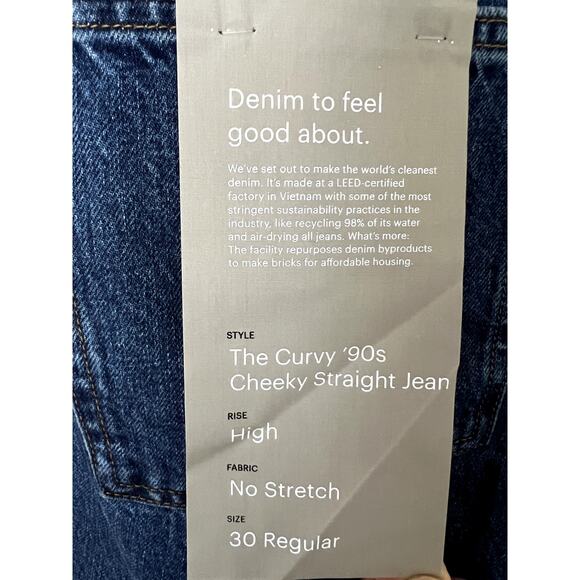 Denim to feel
good about.
We've set out to make the world's cleanest
denim. It's made at a LEED-certified
factory in Vietnam with some of the most
stringent sustainability practices in the
industry, like recycling 98% of its water
and air-drying all jeans. What's more:
The facility repurposes denim byproducts
to make bricks for affordable housing.
STYLE
The Curvy '90s
Cheeky Straight Jean
RISE
High
FABRIC
No Stretch
SIZE
30 Regular